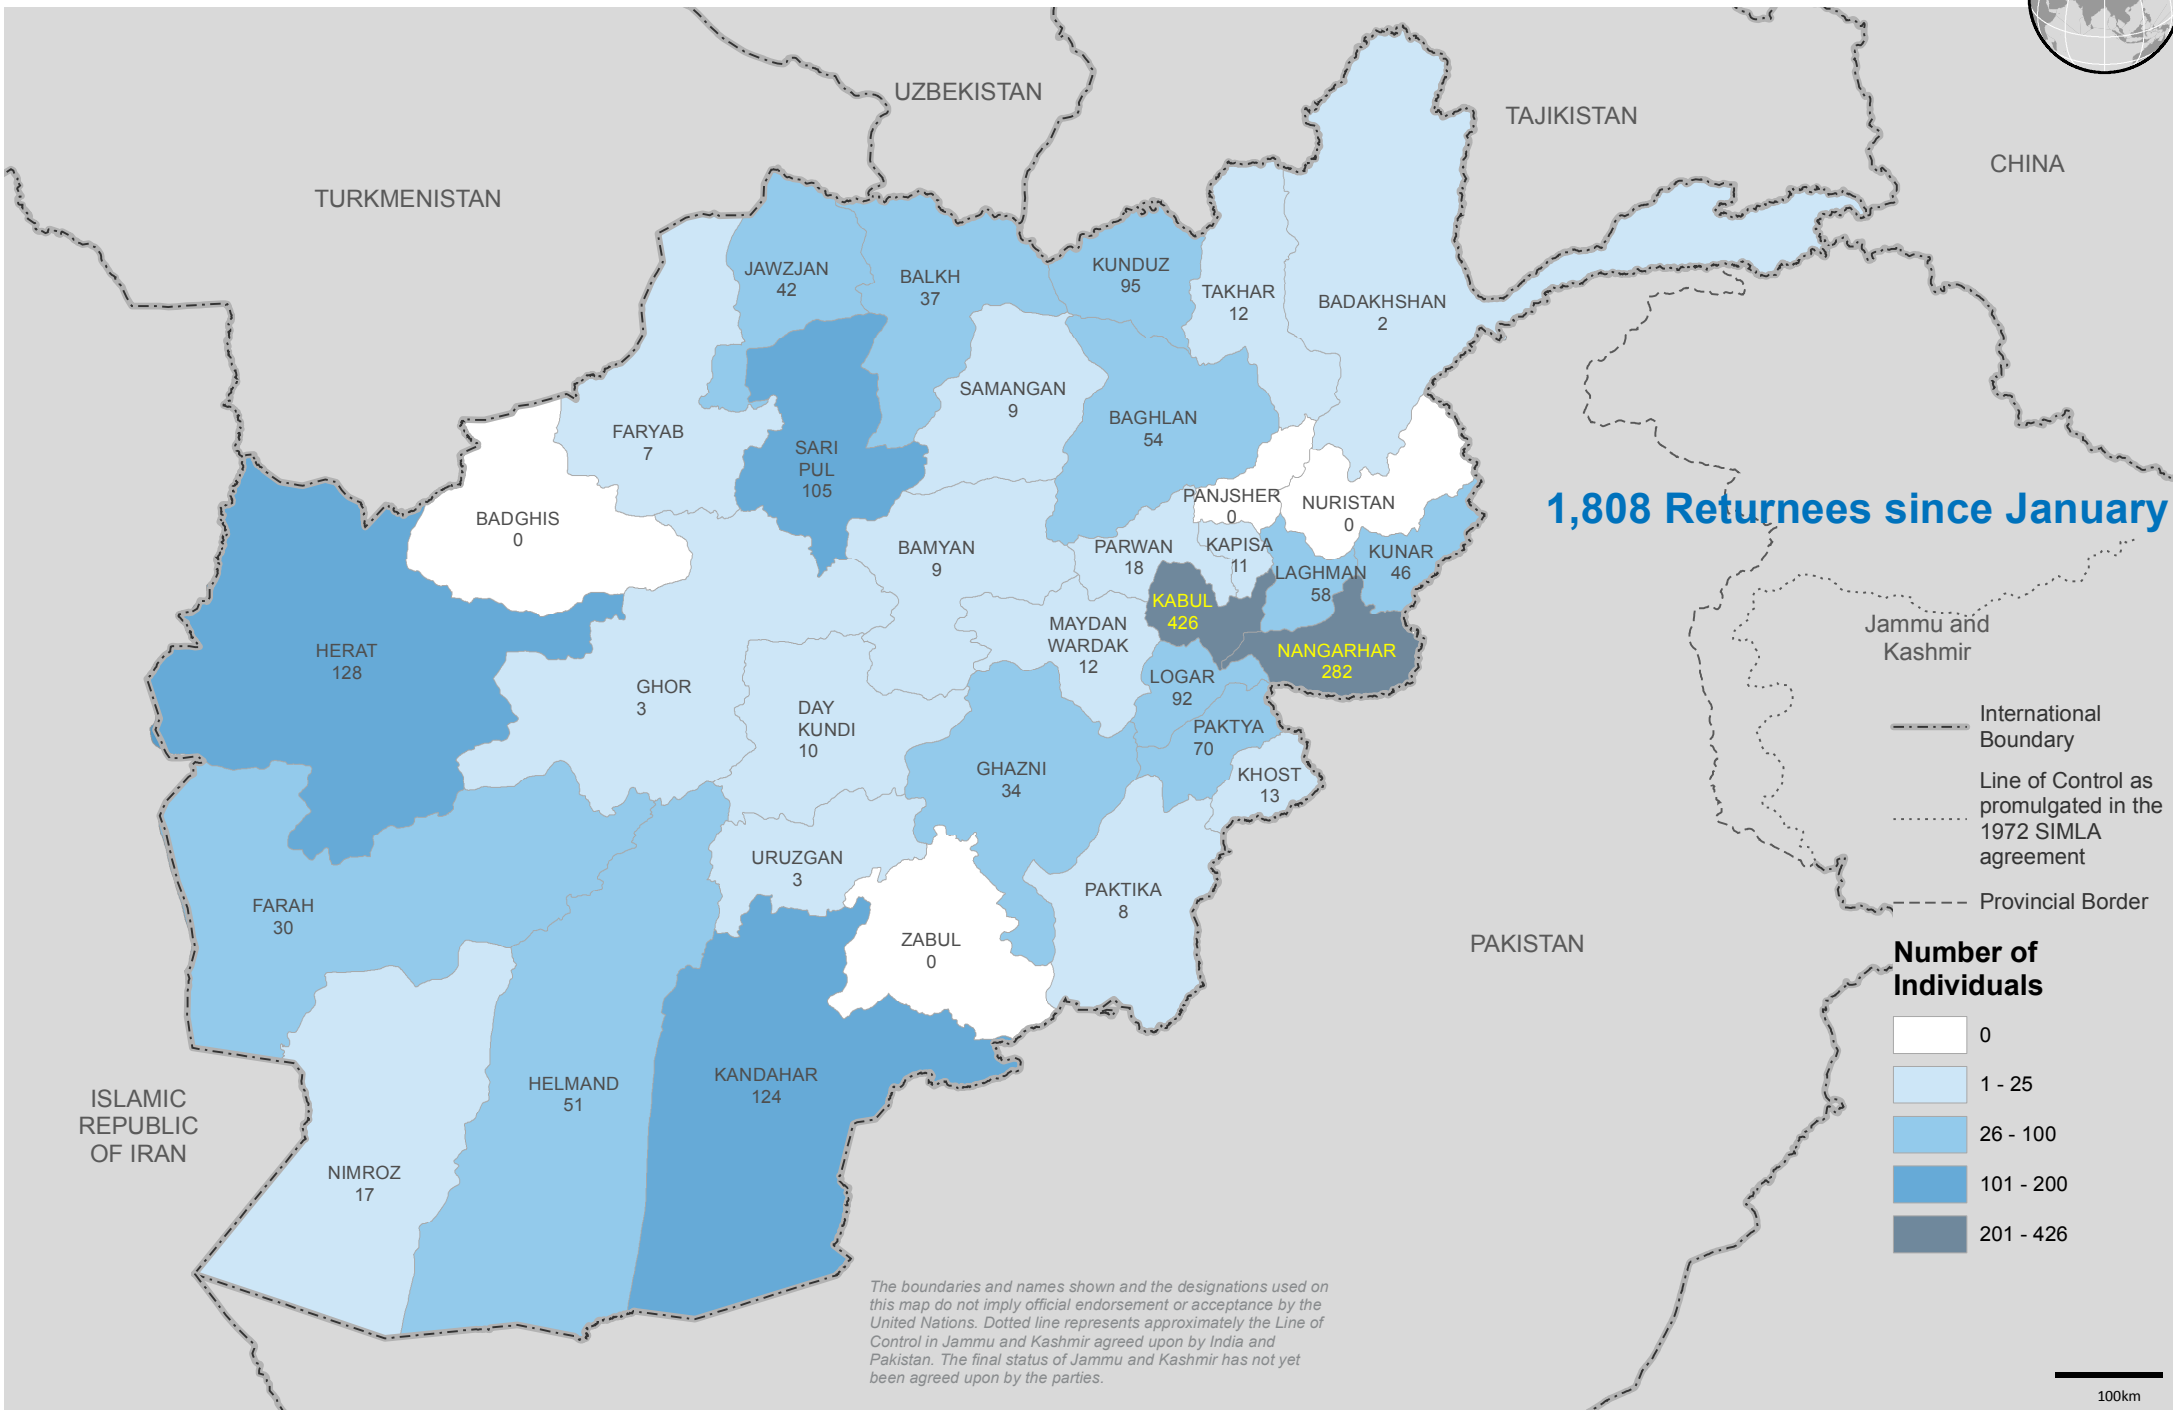 UZBEKISTAN
TAJIKISTAN
CHINA
TURKMENISTAN
JAWZJAN
42
BALKH
37
KUNDUZ
95
TAKHAR
12
BADAKHSHAN
2
SAMANGAN
9
BAGHLAN
54
FARYAB
7
SARI
PUL
105
BADGHIS
0
PANJSHER
0
NURISTAN
0
1,808 Returnees since January
BAMYAN
9
PARWAN
18
KAPISA
11
LAGHMAN
58
KUNAR
46
KABUL
426
NANGARHAR
282
MAYDAN
WARDAK
12
HERAT
128
GHOR
3
DAY
KUNDI
10
LOGAR
92
PAKTYA
70
KHOST
13
GHAZNI
34
URUZGAN
3
PAKTIKA
8
FARAH
30
ZABUL
0
HELMAND
51
KANDAHAR
124
NIMROZ
17
ISLAMIC
REPUBLIC
OF IRAN
PAKISTAN
Jammu and
Kashmir
International
Boundary
Line of Control as
promulgated in the
1972 SIMLA
agreement
Provincial Border
Number of
Individuals
0
1 - 25
26 - 100
101 - 200
201 - 426
The boundaries and names shown and the designations used on
this map do not imply official endorsement or acceptance by the
United Nations. Dotted line represents approximately the Line of
Control in Jammu and Kashmir agreed upon by India and
Pakistan. The final status of Jammu and Kashmir has not yet
been agreed upon by the parties.
100km